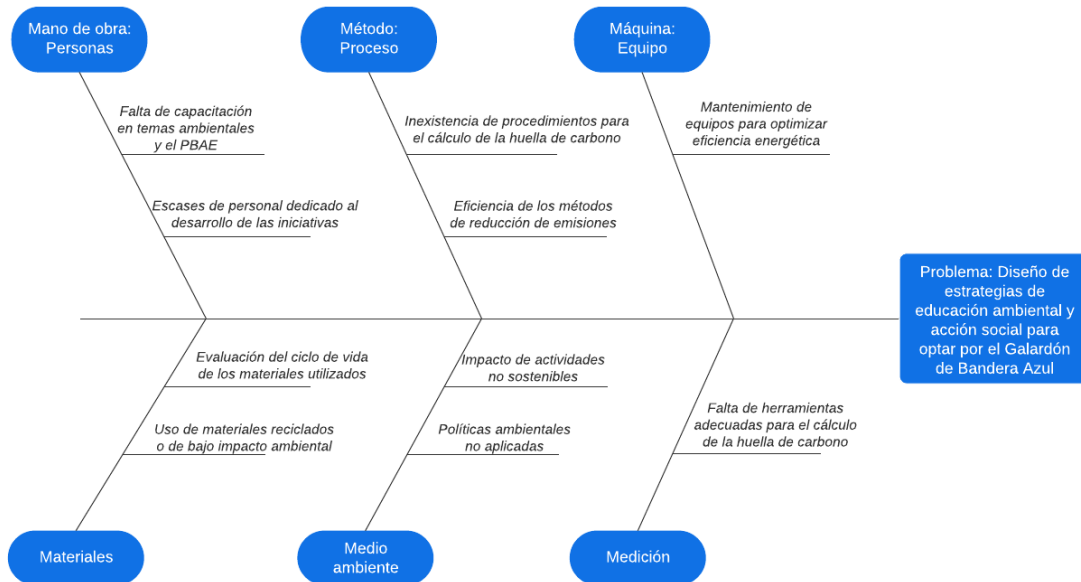 Mano de obra:
Personas
Método:
Proceso
Máquina:
Equipo
Falta de capacitación
en temas ambientales
y el PBAE
Inexistencia de procedimientos para
el cálculo de la huella de carbono
Mantenimiento de
equipos para optimizar
eficiencia energética
Escases de personal dedicado al
desarrollo de las iniciativas
Eficiencia de los métodos
de reducción de emisiones
Problema: Diseño de
estrategias de
educación ambiental y
acción social para
optar por el Galardón
de Bandera Azul
Evaluación del ciclo de vida
de los materiales utilizados
Impacto de actividades
no sostenibles
Falta de herramientas
adecuadas para el cálculo
de la huella de carbono
Uso de materiales reciclados
o de bajo impacto ambiental
Políticas ambientales
no aplicadas
Materiales
Medio
ambiente
Medición